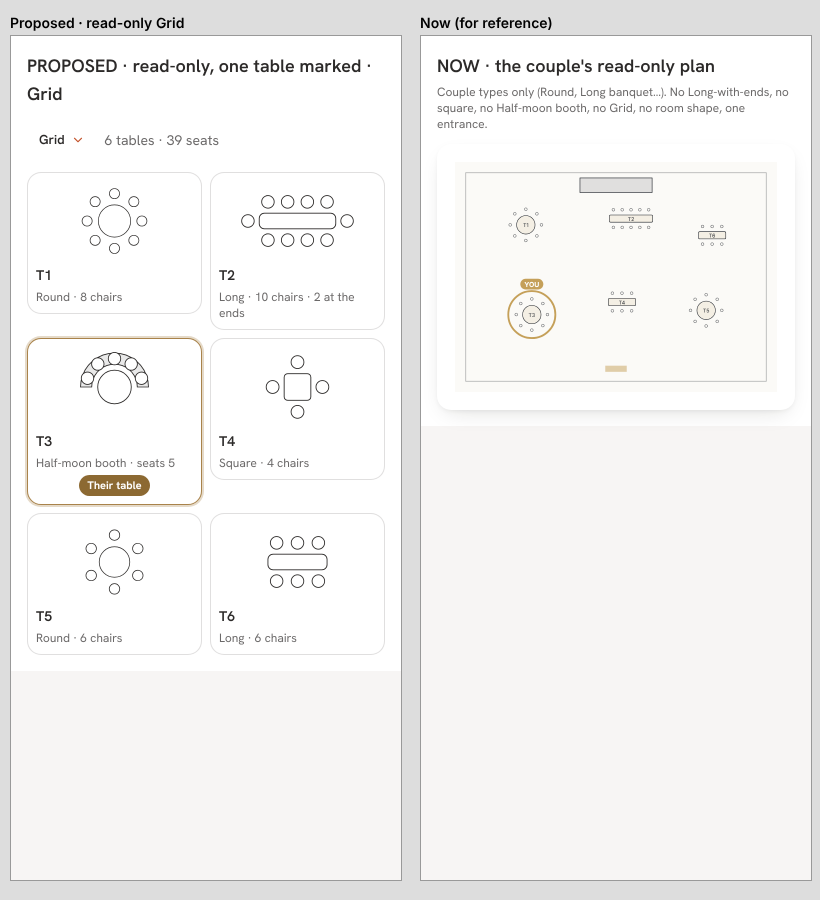 Proposed · read-only Grid
PROPOSED · read-only, one table marked ·
Grid
Grid
6 tables · 39 seats
T1
Round · 8 chairs
T2
Long · 10 chairs · 2 at the
ends
T3
Half-moon booth · seats 5
Their table
T4
Square · 4 chairs
T5
Round · 6 chairs
T6
Long · 6 chairs
Now (for reference)
NOW · the couple's read-only plan
Couple types only (Round, Long banquet…). No Long-with-ends, no
square, no Half-moon booth, no Grid, no room shape, one
entrance.
T1
T2
T6
YOU
T3
T4
T5